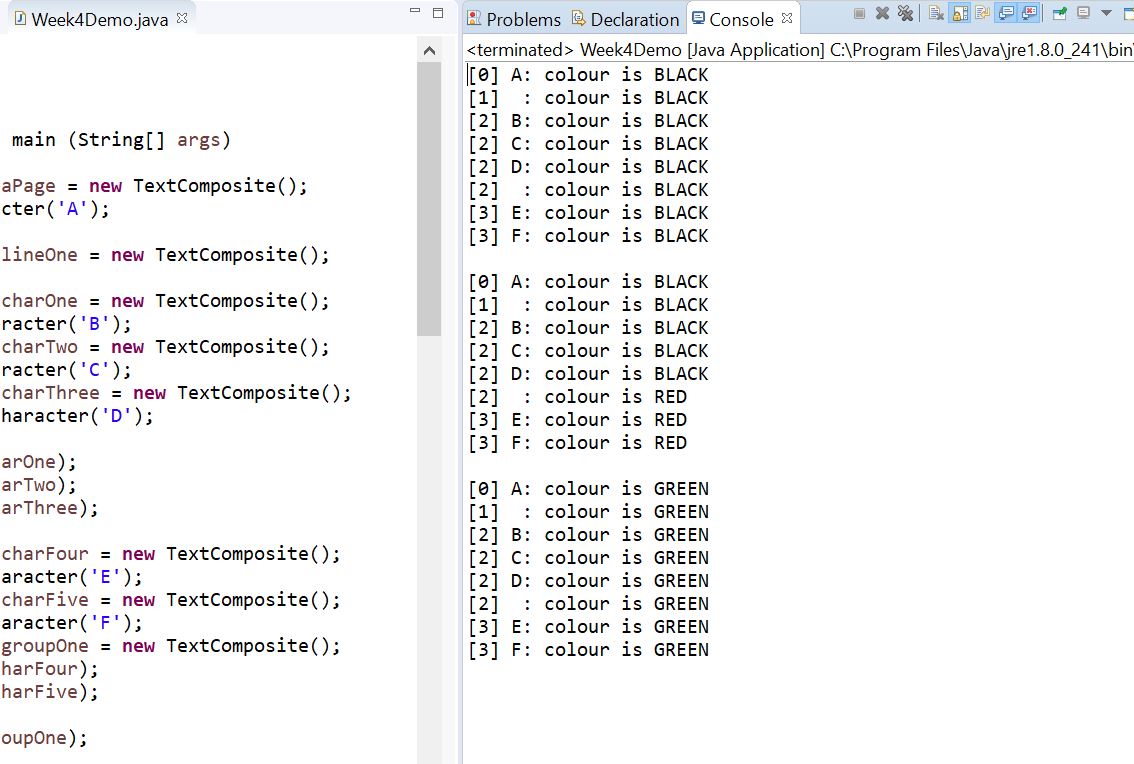 Week4Demo.java
main (String[] args)
aPage = new TextComposite();
cter('A');
lineOne = new TextComposite();
charOne = new TextComposite();
racter('B');
charTwo = new TextComposite();
racter('C');
charThree = new TextComposite();
haracter('D');
arOne);
arTwo);
arThree);
charFour = new TextComposite();
aracter('E');
charFive = new TextComposite();
aracter('F');
groupOne = new TextComposite();
harFour);
harFive);
oupOne);
Problems Declaration Console
<terminated> Week4Demo [Java Application] C:\Program Files\Java\jre1.8.0_241\bin\
[0] A: colour is BLACK
[1]  : colour is BLACK
[2] B: colour is BLACK
[2] C: colour is BLACK
[2] D: colour is BLACK
[2]  : colour is BLACK
[3] E: colour is BLACK
[3] F: colour is BLACK
[0] A: colour is BLACK
[1]  : colour is BLACK
[2] B: colour is BLACK
[2] C: colour is BLACK
[2] D: colour is BLACK
[2]  : colour is RED
[3] E: colour is RED
[3] F: colour is RED
[0] A: colour is GREEN
[1]  : colour is GREEN
[2] B: colour is GREEN
[2] C: colour is GREEN
[2] D: colour is GREEN
[2]  : colour is GREEN
[3] E: colour is GREEN
[3] F: colour is GREEN